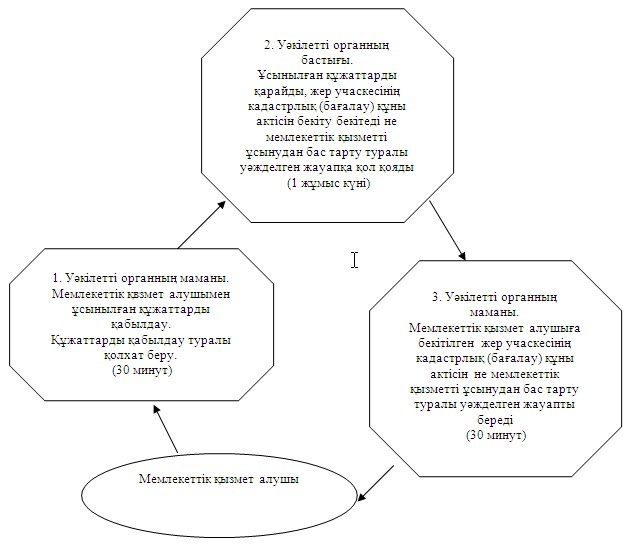 2. Уәкілетті органның
бастығы.
Ұсынылған құжаттарды
қарайды, жер учаскесінің
кадастрлық (бағалау) құны
актісін бекіту бекітеді не
мемлекеттік қызметті
ұсынудан бас тарту туралы
уәжделген жауапқа қол қояды
(1 жұмыс күні)
1. Уәкілетті органның маманы.
Мемлекеттік қвзмет алушымен
ұсынылған құжаттарды
қабылдау.
Құжаттарды қабылдау туралы
қолхат беру.
(30 минут)
3. Уәкілетті органның
маманы.
Мемлекеттік қызмет алушыға
бекітілген жер учаскесінің
кадастрлық (бағалау) құны
актісін не мемлекеттік
қызметті ұсынудан бас тарту
туралы уәжделген жауапты
береді
(30 минут)
Мемлекеттік қызмет алушы